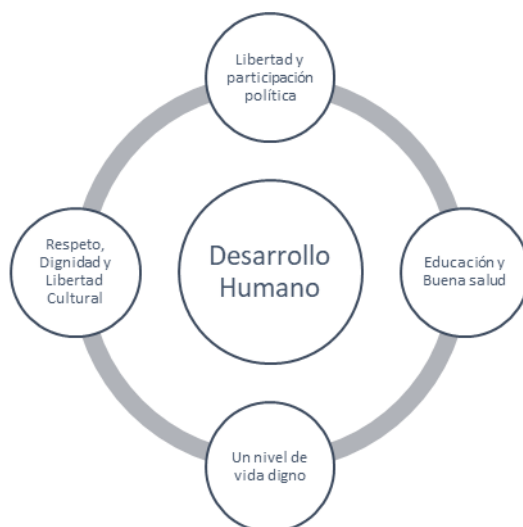 Libertad y
participación
política
Respeto,
Dignidad y
Libertad
Cultural
Desarrollo
Humano
Educación y
Buena salud
Un nivel de
vida digno